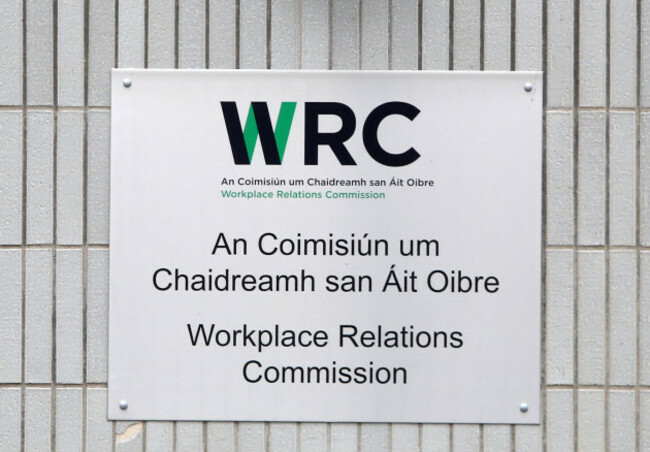 WRC
An Coimisiún um Chaidreamh san Áit Oibre
Workplace Relations Commission
An Coimisiún um
Chaidreamh san Áit Oibre
Workplace Relations
Commission